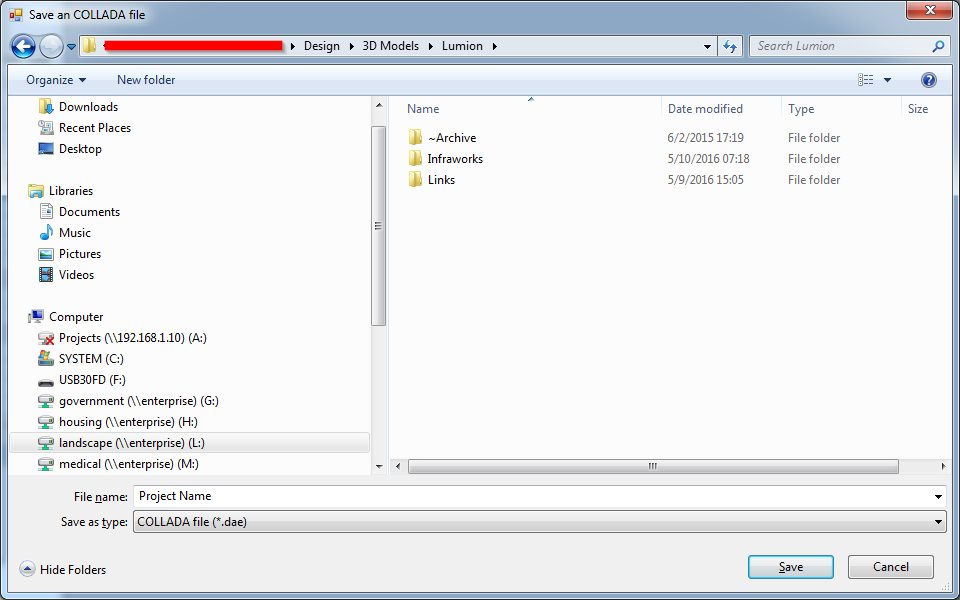 Save an COLLADA file
Design 3D Models Lumion
Search Lumion
Organize New folder
Downloads
Recent Places
Desktop
Libraries
Documents
Music
Pictures
Videos
Computer
Projects (\\192.168.1.10) (A:)
SYSTEM (C:)
USB30FD (F:)
government (\\enterprise) (G:)
housing (\\enterprise) (H:)
landscape (\\enterprise) (L:)
medical (\\enterprise) (M:)
Name Date modified Type Size
~Archive 6/2/2015 17:19 File folder
Infraworks 5/10/2016 07:18 File folder
Links 5/9/2016 15:05 File folder
File name: Project Name
Save as type: COLLADA file (*.dae)
Hide Folders Save Cancel